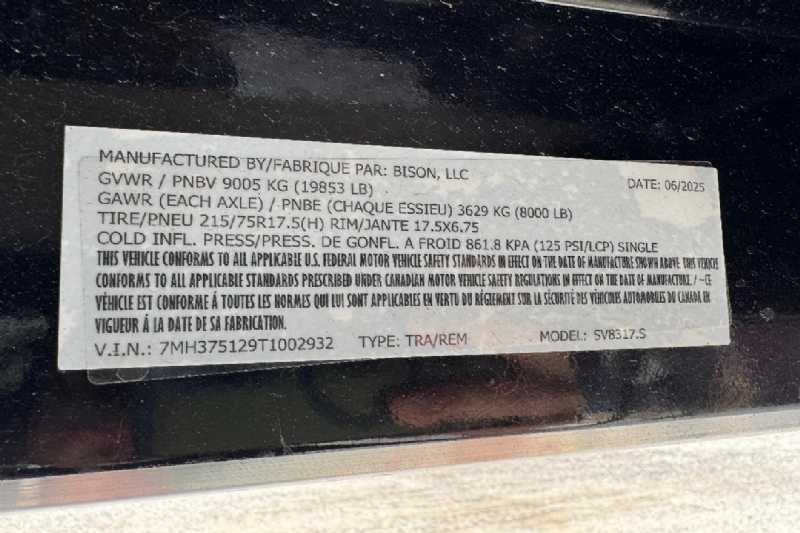 MANUFACTURED BY/FABRIQUE PAR: BISON, LLC DATE: 06/2025
GVWR / PNBV 9005 KG (19853 LB)
GAWR (EACH AXLE) / PNBE (CHAQUE ESSIEU) 3629 KG (8000 LB)
TIRE/PNEU 215/75R17.5(H) RIM/JANTE 17.5X6.75
COLD INFL. PRESS/PRESS. DE GONFL. A FROID 861.8 KPA (125 PSI/LCP) SINGLE
THIS VEHICLE CONFORMS TO ALL APPLICABLE U.S. FEDERAL MOTOR VEHICLE SAFETY STANDARDS IN EFFECT ON THE DATE OF MANUFACTURE SHOWN ABOVE. THIS VEHICLE
CONFORMS TO ALL APPLICABLE STANDARDS PRESCRIBED UNDER CANADIAN MOTOR VEHICLE SAFETY REGULATIONS IN EFFECT ON THE DATE OF MANUFACTURE. / –CE
VÉHICLE EST CONFORME Á TOUTES LES NORMES QUI LUI SONT APPLICABLES EN VERTU DU RÉGLEMENT SUR LA SÉCURITÉ DES VÉHICULES AUTOMOBILES DU CANADA EN
VIGUEUR Á LA DATE DE SA FABRICATION.
V.I.N.: 7MH375129T1002932 TYPE: TRA/REM MODEL: SV8317.S